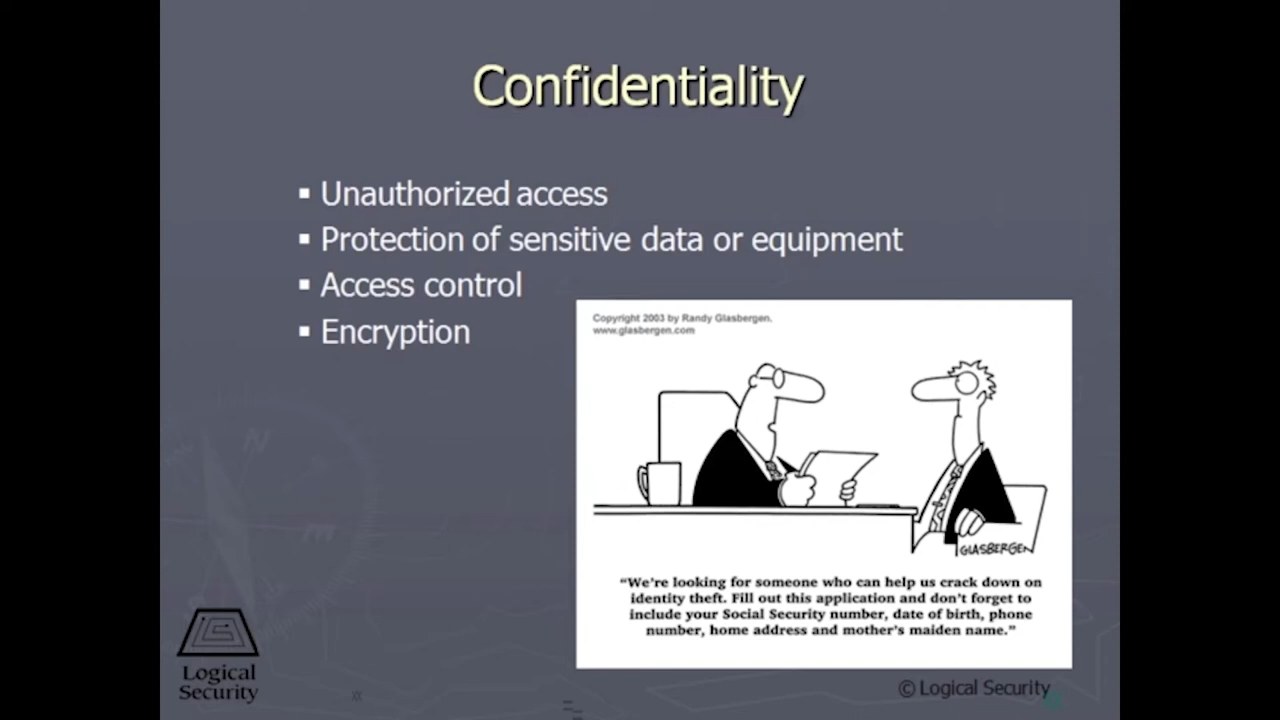 Confidentiality
▪ Unauthorized access
▪ Protection of sensitive data or equipment
▪ Access control
▪ Encryption
Copyright 2003 by Randy Glasbergen.
www.glasbergen.com
GLASBERGEN
“We’re looking for someone who can help us crack down on
identity theft. Fill out this application and don’t forget to
include your Social Security number, date of birth, phone
number, home address and mother’s maiden name.”
N
Logical
Security
© Logical Security